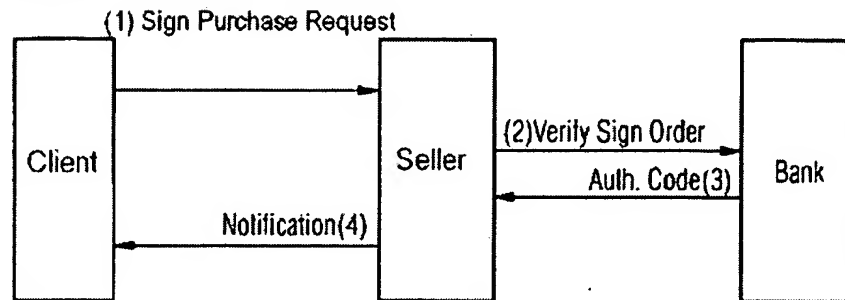 (1) Sign Purchase Request
Client
Seller
Bank
(2)Verify Sign Order
Auth. Code(3)
Notification(4)